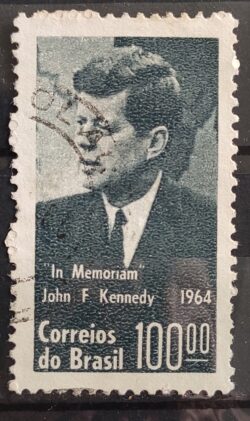 "In Memoriam"
John F Kennedy 1964
Correios
do Brasil 100.00